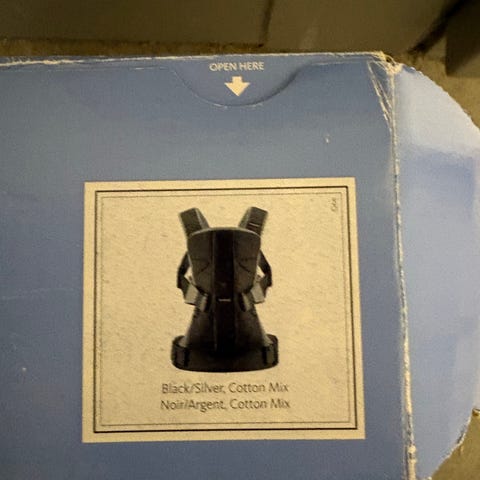 OPEN HERE
Black/Silver, Cotton Mix
Noir/Argent, Cotton Mix